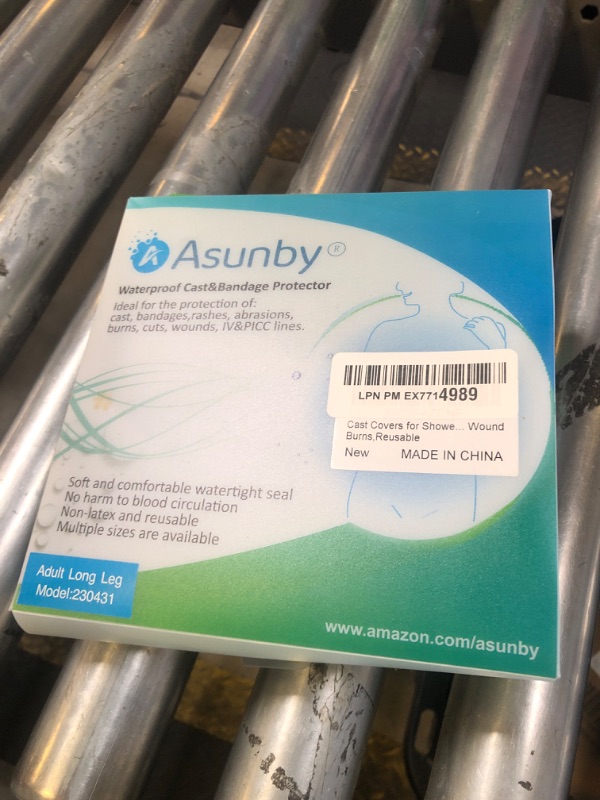 Asunby®
Waterproof Cast&Bandage Protector
Ideal for the protection of:
cast, bandages,rashes, abrasions,
burns, cuts, wounds, IV&PICC lines.
LPN PM EX7714989
Cast Covers for Showe... Wound
Burns,Reusable
New MADE IN CHINA
Soft and comfortable watertight seal
No harm to blood circulation
Non-latex and reusable
Multiple sizes are available
Adult Long Leg
Model:230431
www.amazon.com/asunby